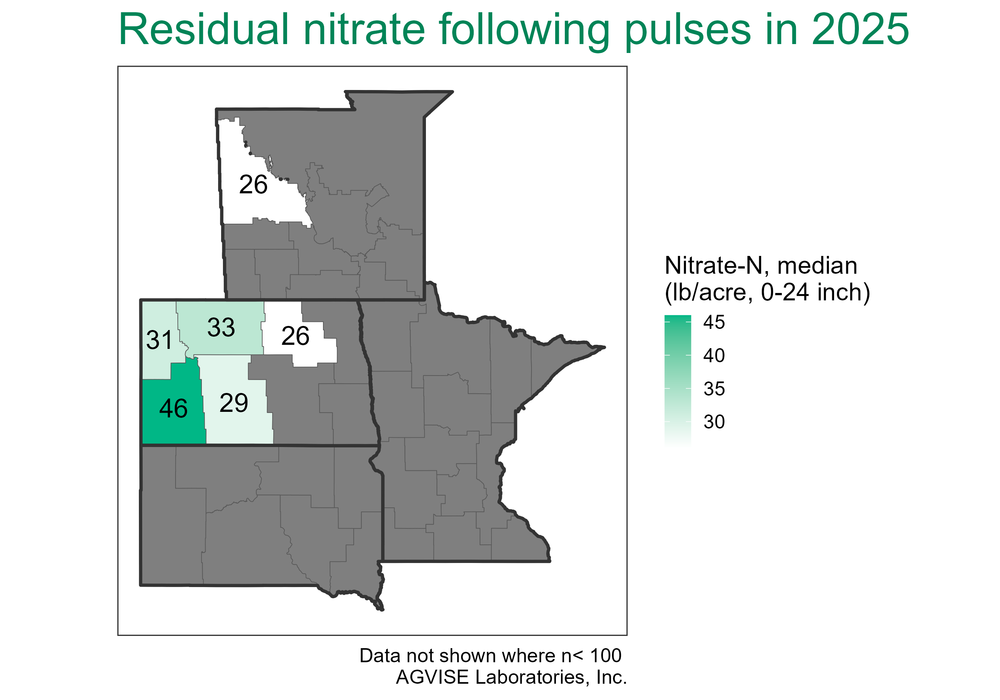 Residual nitrate following pulses in 2025
26
31
33
26
46
29
Nitrate-N, median
(lb/acre, 0-24 inch)
45
40
35
30
Data not shown where n< 100
AGVISE Laboratories, Inc.